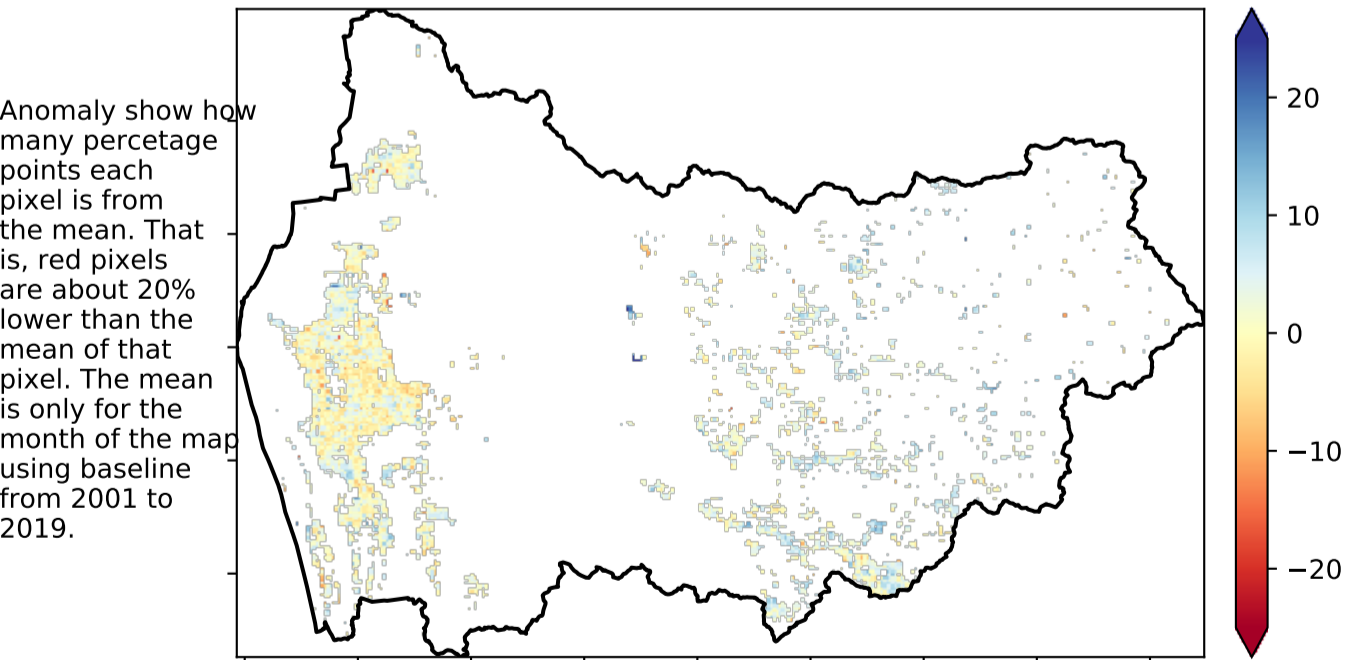 Anomaly show how
many percetage
points each
pixel is from
the mean. That
is, red pixels
are about 20%
lower than the
mean of that
pixel. The mean
is only for the
month of the map
using baseline
from 2001 to
2019.
20
10
0
−10
−20